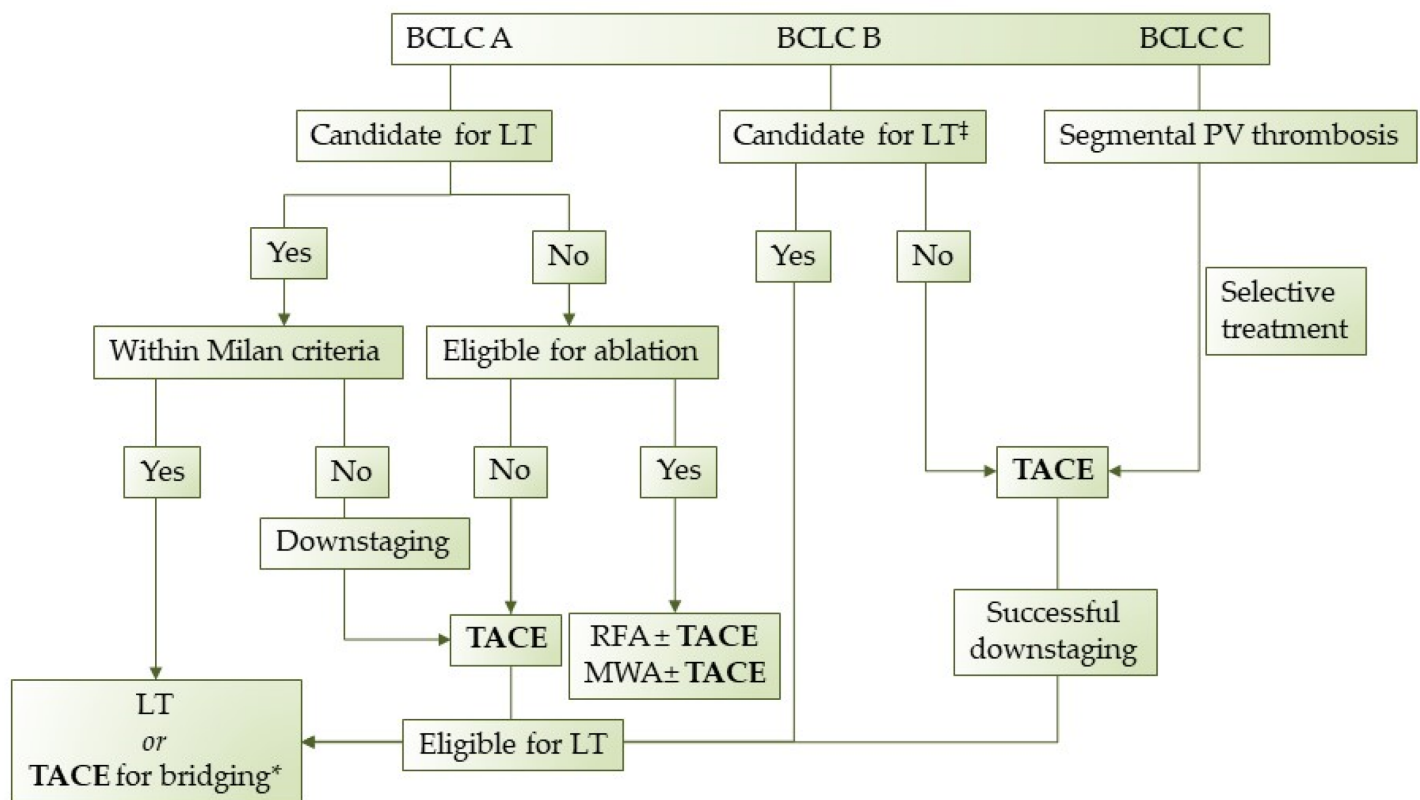 BCLC A BCLC B BCLC C
Candidate for LT
Candidate for LT‡
Segmental PV thrombosis
Yes
No
Yes
No
Selective
treatment
Within Milan criteria
Eligible for ablation
Yes
No
No
Yes
TACE
Downstaging
TACE
RFA± TACE
MWA± TACE
Successful
downstaging
LT
or
TACE for bridging*
Eligible for LT